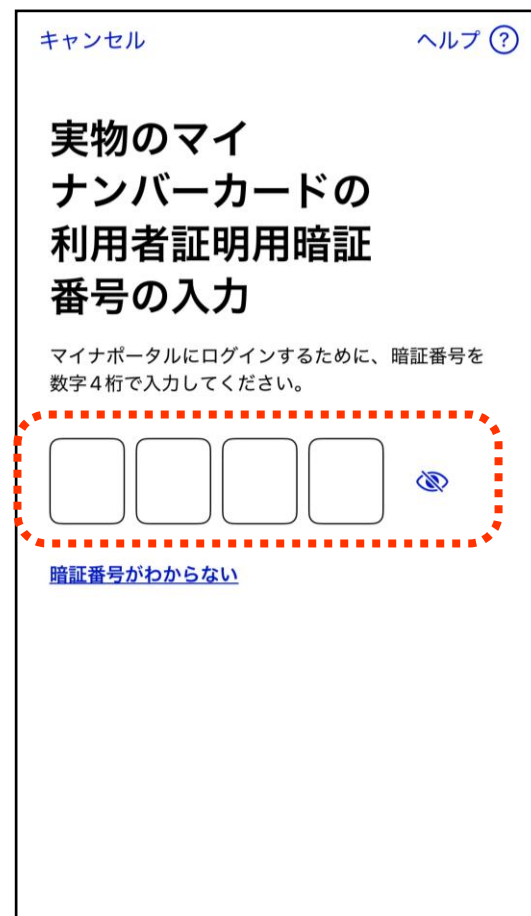 キャンセル
ヘルプ ?
実物のマイ
ナンバーカードの
利用者証明用暗証
番号の入力
マイナポータルにログインするために、暗証番号を
数字4桁で入力してください。
暗証番号がわからない